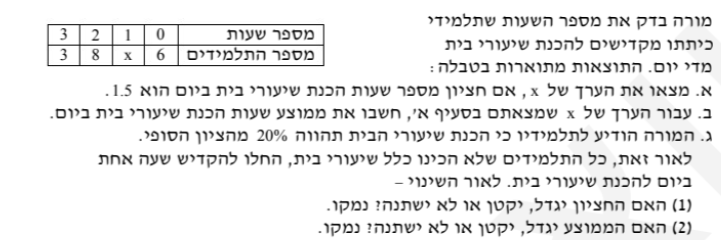 מורה בדק את מספר השעות שתלמידי
כיתתו מקדישים להכנת שיעורי בית
מדי יום. התוצאות מתוארות בטבלה:
מספר שעות 0 1 2 3
מספר התלמידים 6 x 8 3
א. מצאו את הערך של x, אם חציון מספר שעות הכנת שיעורי בית ביום הוא 1.5.
ב. עבור הערך של x שמצאתם בסעיף א', חשבו את ממוצע שעות הכנת שיעורי בית ביום.
ג. המורה הודיע לתלמידיו כי הכנת שיעורי הבית תהווה 20% מהציון הסופי.
לאור זאת, כל התלמידים שלא הכינו כלל שיעורי בית, החלו להקדיש שעה אחת
ביום להכנת שיעורי בית. לאור השינוי –
(1) האם החציון יגדל, יקטן או לא ישתנה? נמקו.
(2) האם הממוצע יגדל, יקטן או לא ישתנה? נמקו.